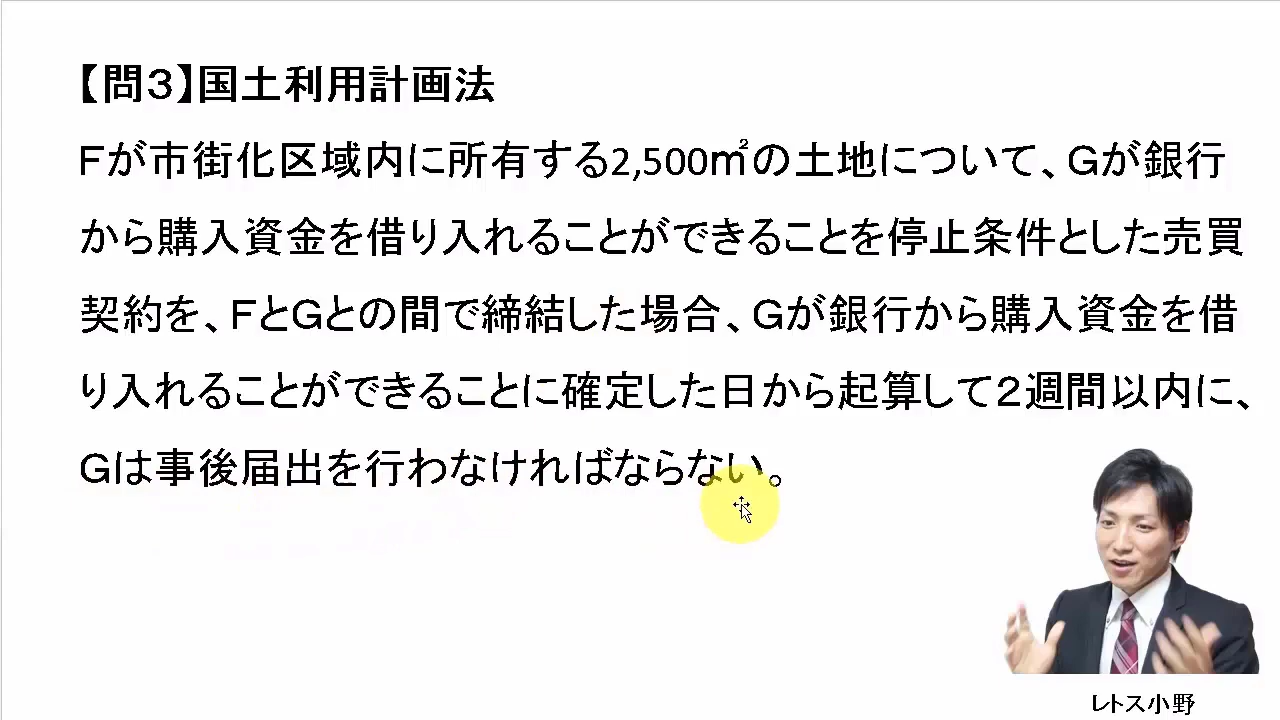 【問3】国土利用計画法
Fが市街化区域内に所有する2,500㎡の土地について、Gが銀行
から購入資金を借り入れることができることを停止条件とした売買
契約を、FとGとの間で締結した場合、Gが銀行から購入資金を借
り入れることができることに確定した日から起算して2週間以内に、
Gは事後届出を行わなければならない。
レトス小野